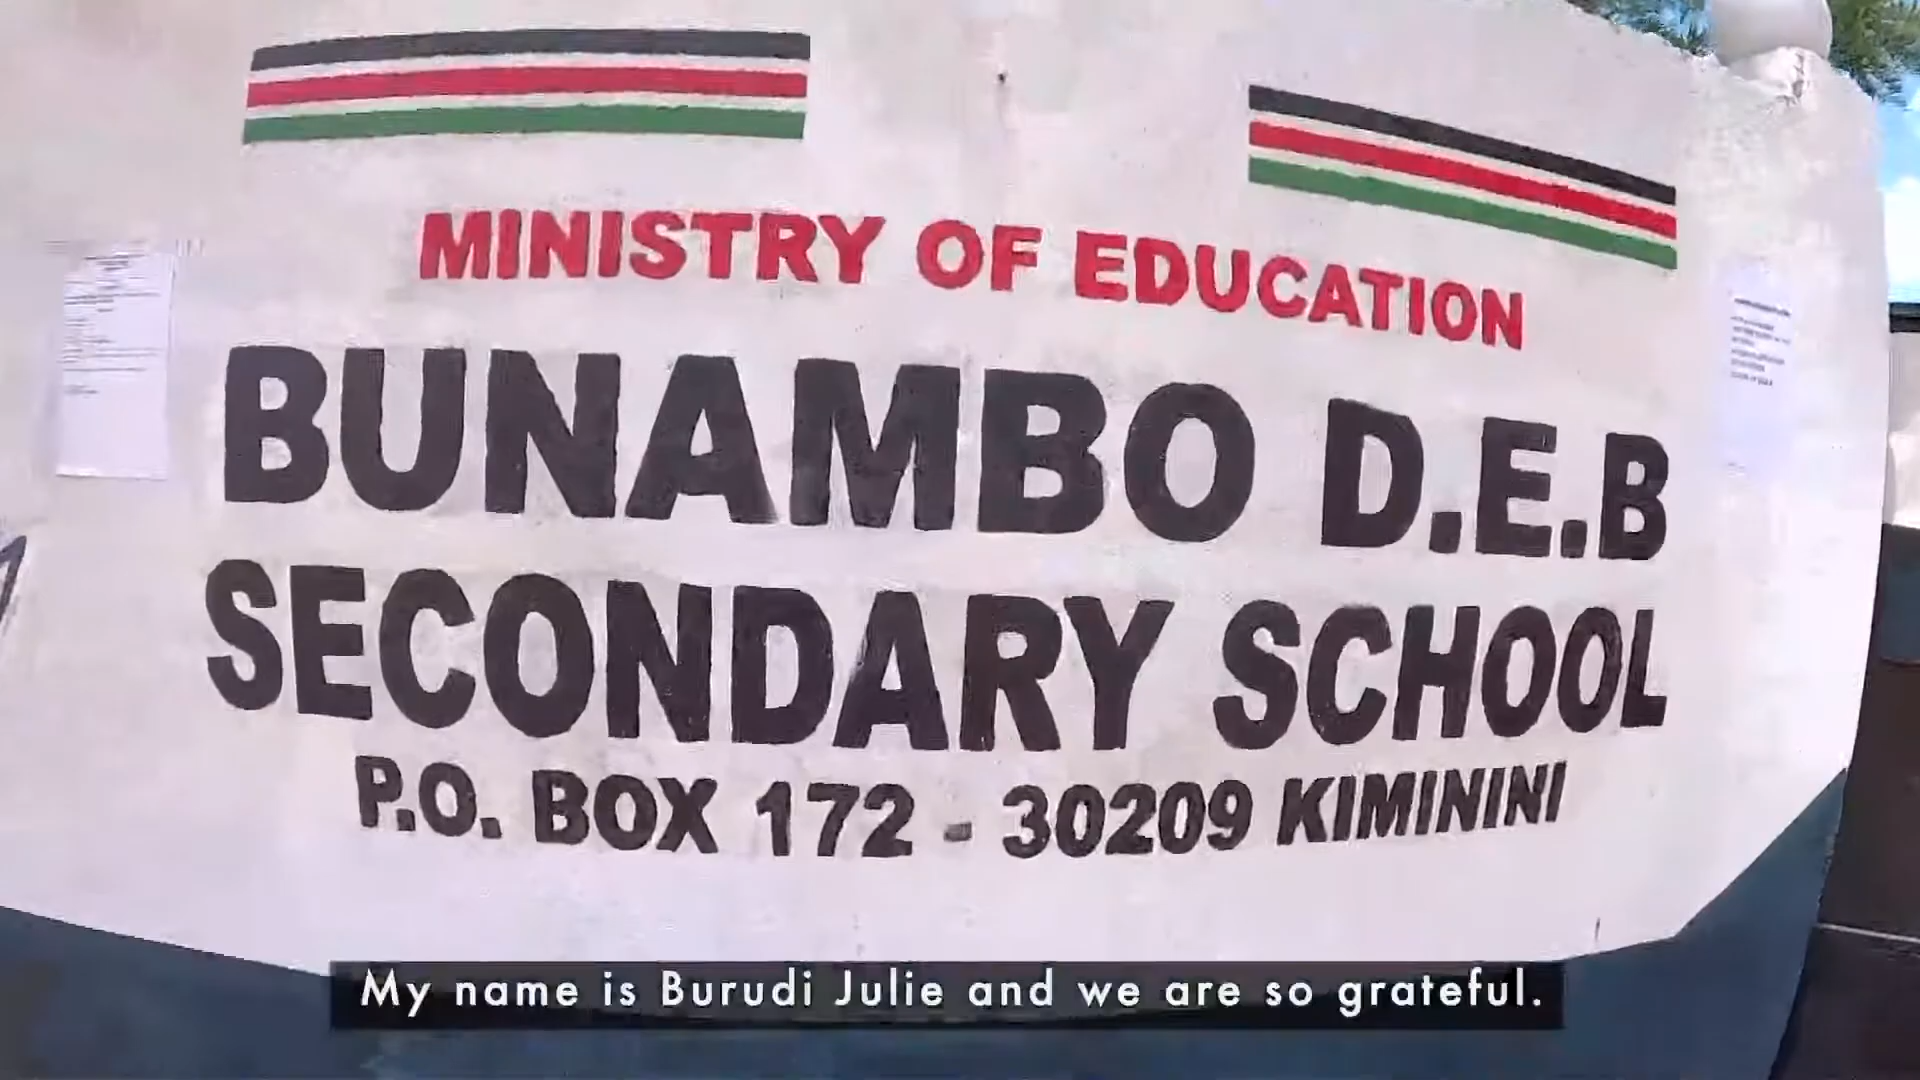 MINISTRY OF EDUCATION
BUNAMBO D.E.B
SECONDARY SCHOOL
P.O. BOX 172 - 30209 KIMININI
My name is Burudi Julie and we are so grateful.